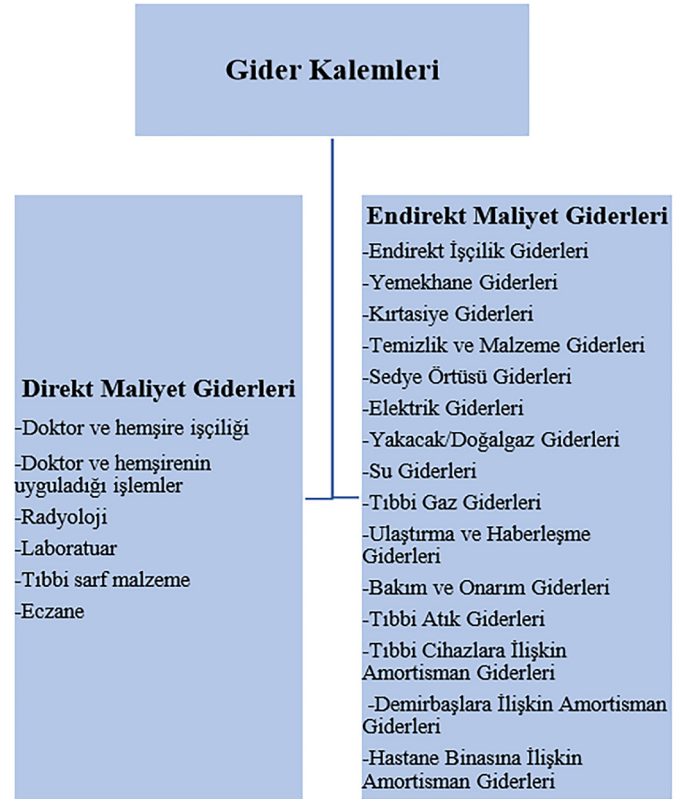 Gider Kalemleri
Direkt Maliyet Giderleri
-Doktor ve hemşire işçiliği
-Doktor ve hemşirenin
uyguladığı işlemler
-Radyoloji
-Laboratuar
-Tıbbi sarf malzeme
-Eczane
Endirekt Maliyet Giderleri
-Endirekt İşçilik Giderleri
-Yemekhane Giderleri
-Kırtasiye Giderleri
-Temizlik ve Malzeme Giderleri
-Sedye Örtüsü Giderleri
-Elektrik Giderleri
-Yakacak/Doğalgaz Giderleri
-Su Giderleri
-Tıbbi Gaz Giderleri
-Ulaştırma ve Haberleşme
Giderleri
-Bakım ve Onarım Giderleri
-Tıbbi Atık Giderleri
-Tıbbi Cihazlara İlişkin
Amortisman Giderleri
-Demirbaşlara İlişkin Amortisman
Giderleri
-Hastane Binasına İlişkin
Amortisman Giderleri